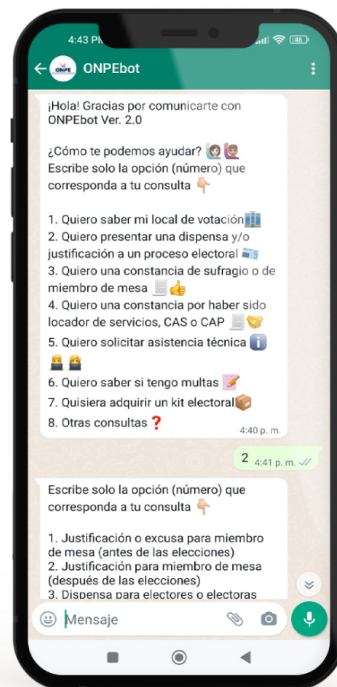 4:43 PM
ONPE
ONPEbot
¡Hola! Gracias por comunicarte con
ONPEbot Ver. 2.0
¿Cómo te podemos ayudar? 🙋🏻‍♀️🙋🏽‍♂️
Escribe solo la opción (número) que
corresponda a tu consulta 👇🏻
1. Quiero saber mi local de votación🏢
2. Quiero presentar una dispensa y/o
justificación a un proceso electoral 🪪
3. Quiero una constancia de sufragio o de
miembro de mesa 📃👍
4. Quiero una constancia por haber sido
locador de servicios, CAS o CAP 📃🤝
5. Quiero solicitar asistencia técnica ℹ️
👨‍💻 👩‍💻
6. Quiero saber si tengo multas 📝
7. Quisiera adquirir un kit electoral📦
8. Otras consultas ❓
4:40 p. m.
2 4:41 p. m.
Escribe solo la opción (número) que
corresponda a tu consulta 👇🏻
1. Justificación o excusa para miembro
de mesa (antes de las elecciones)
2. Justificación para miembro de mesa
(después de las elecciones)
3. Dispensa para electores o electoras
Mensaje